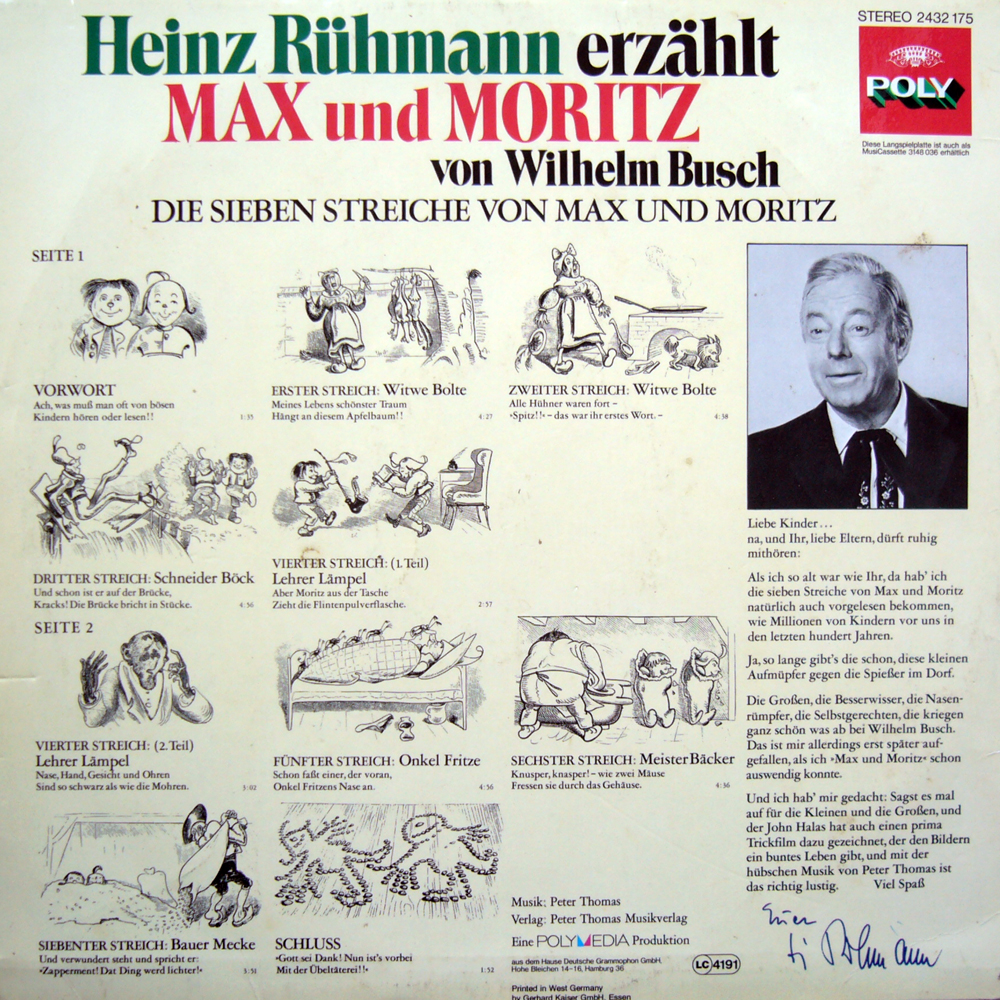 Heinz Rühmann erzählt
MAX und MORITZ
von Wilhelm Busch
DIE SIEBEN STREICHE VON MAX UND MORITZ
STEREO 2432 175
POLY
Diese Langspielplatte ist auch als
MusiCassette 3148 036 erhältlich
SEITE 1
VORWORT
Ach, was muß man oft von bösen
Kindern hören oder lesen!! 1:35
ERSTER STREICH: Witwe Bolte
Meines Lebens schönster Traum
Hängt an diesem Apfelbaum!! 4:27
ZWEITER STREICH: Witwe Bolte
Alle Hühner waren fort –
»Spitz!!« – das war ihr erstes Wort. – 4:38
DRITTER STREICH: Schneider Böck
Und schon ist er auf der Brücke,
Kracks! Die Brücke bricht in Stücke. 4:56
VIERTER STREICH: (1. Teil)
Lehrer Lämpel
Aber Moritz aus der Tasche
Zieht die Flintenpulverflasche. 2:57
SEITE 2
VIERTER STREICH: (2. Teil)
Lehrer Lämpel
Nase, Hand, Gesicht und Ohren
Sind so schwarz als wie die Mohren. 3:02
FÜNFTER STREICH: Onkel Fritze
Schon faßt einer, der voran,
Onkel Fritzens Nase an. 4:56
SECHSTER STREICH: Meister Bäcker
Knusper, knasper! – wie zwei Mäuse
Fressen sie durch das Gehäuse. 4:36
SIEBENTER STREICH: Bauer Mecke
Und verwundert steht und spricht er:
»Zapperment! Dat Ding werd lichter!« 3:51
SCHLUSS
»Gott sei Dank! Nun ist's vorbei
Mit der Übeltäterei!!« 1:52
Musik: Peter Thomas
Verlag: Peter Thomas Musikverlag
Eine POLYMEDIA Produktion
aus dem Hause Deutsche Grammophon GmbH.
Hohe Bleichen 14–16, Hamburg 36
LC 4191
Printed in West Germany
by Gerhard Kaiser GmbH, Essen
Liebe Kinder...
na, und Ihr, liebe Eltern, dürft ruhig
mithören:
Als ich so alt war wie Ihr, da hab' ich
die sieben Streiche von Max und Moritz
natürlich auch vorgelesen bekommen,
wie Millionen von Kindern vor uns in
den letzten hundert Jahren.
Ja, so lange gibt's die schon, diese kleinen
Aufmüpfer gegen die Spießer im Dorf.
Die Großen, die Besserwisser, die Nasen-
rümpfer, die Selbstgerechten, die kriegen
ganz schön was ab bei Wilhelm Busch.
Das ist mir allerdings erst später auf-
gefallen, als ich »Max und Moritz« schon
auswendig konnte.
Und ich hab' mir gedacht: Sagst es mal
auf für die Kleinen und die Großen, und
der John Halas hat auch einen prima
Trickfilm dazu gezeichnet, der den Bildern
ein buntes Leben gibt, und mit der
hübschen Musik von Peter Thomas ist
das richtig lustig. Viel Spaß
Euer
Rühmann